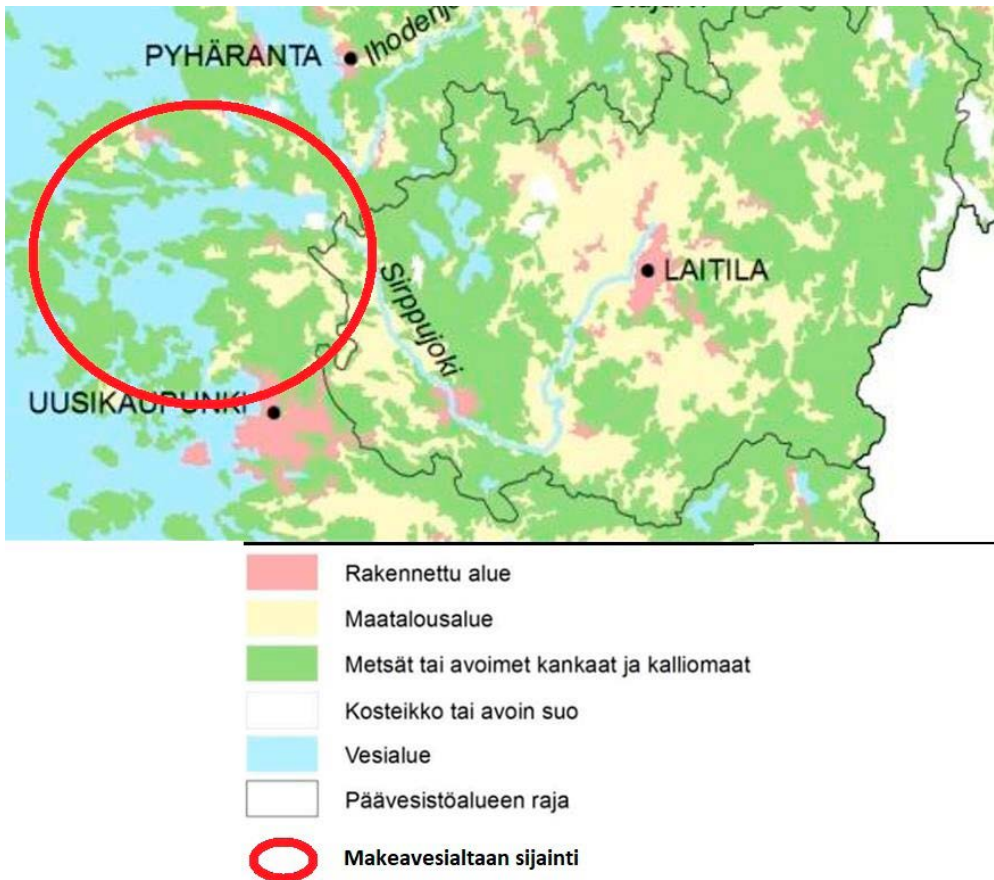 PYHÄRANTA
LAITILA
Sirppujoki
UUSIKAUPUNKI
Rakennettu alue
Maatalousalue
Metsät tai avoimet kankaat ja kalliomaat
Kosteikko tai avoin suo
Vesialue
Päävesistöalueen raja
Makeavesialtaan sijainti